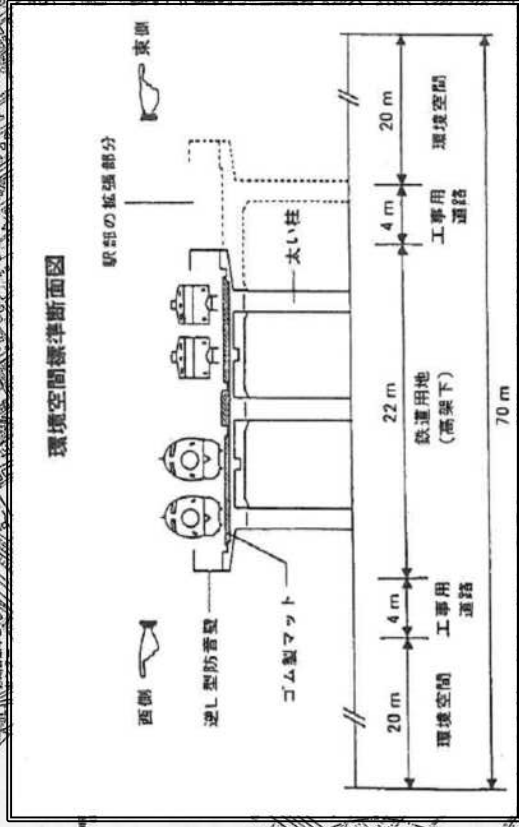 環境空間標準断面図
西側
東側
駅部の拡張部分
逆L型防音壁
ゴム製マット
太い柱
20 m
4 m
22 m
4 m
20 m
環境空間
工事用
道路
鉄道用地
(高架下)
工事用
道路
環境空間
70 m